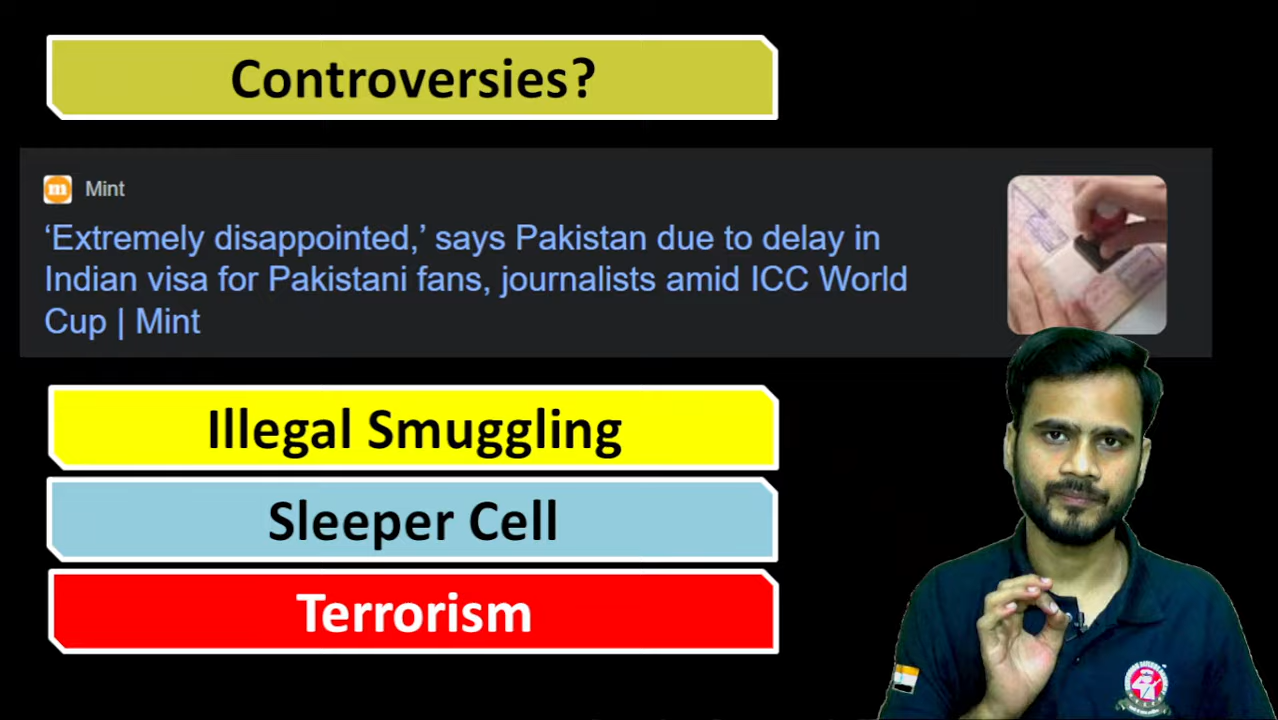 Controversies?
m Mint
‘Extremely disappointed,’ says Pakistan due to delay in
Indian visa for Pakistani fans, journalists amid ICC World
Cup | Mint
Illegal Smuggling
Sleeper Cell
Terrorism